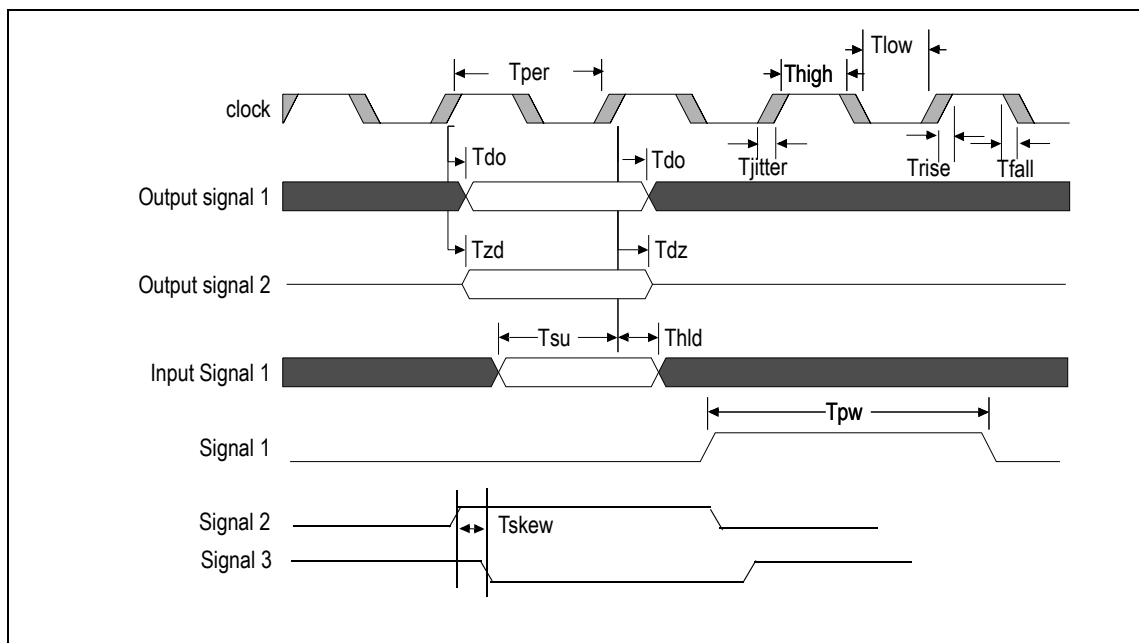 Tlow
Tper
Thigh
clock
Tdo
Tdo
Tjitter
Trise
Tfall
Output signal 1
Tzd
Tdz
Output signal 2
Tsu
Thld
Input Signal 1
Tpw
Signal 1
Signal 2
Tskew
Signal 3